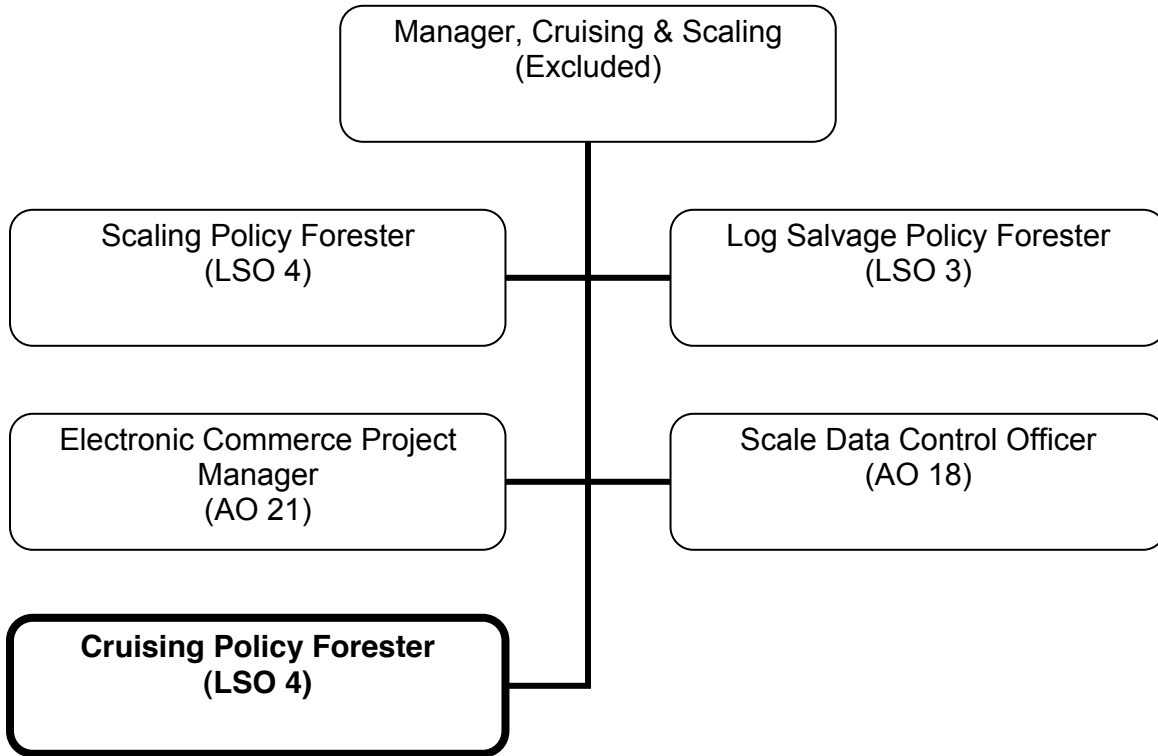 Manager, Cruising & Scaling
(Excluded)
Scaling Policy Forester
(LSO 4)
Log Salvage Policy Forester
(LSO 3)
Electronic Commerce Project
Manager
(AO 21)
Scale Data Control Officer
(AO 18)
Cruising Policy Forester
(LSO 4)